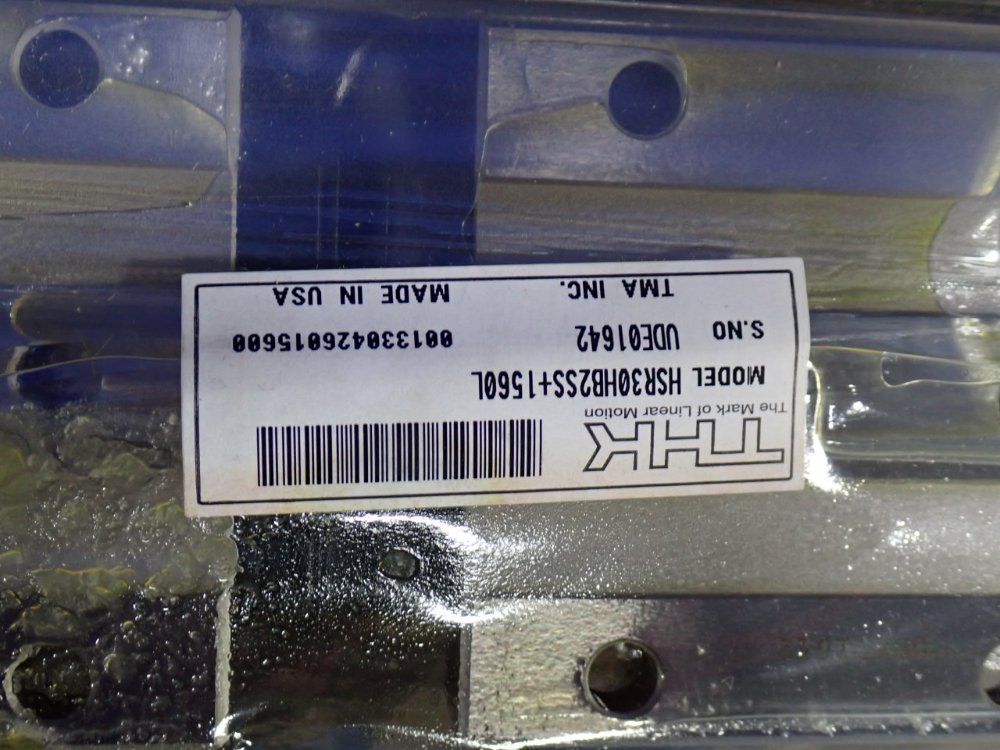 THK
The Mark of Linear Motion
MODEL HSR30HB2SS+1560L
S.NO UDE01642 001330426015600
TMA INC. MADE IN USA